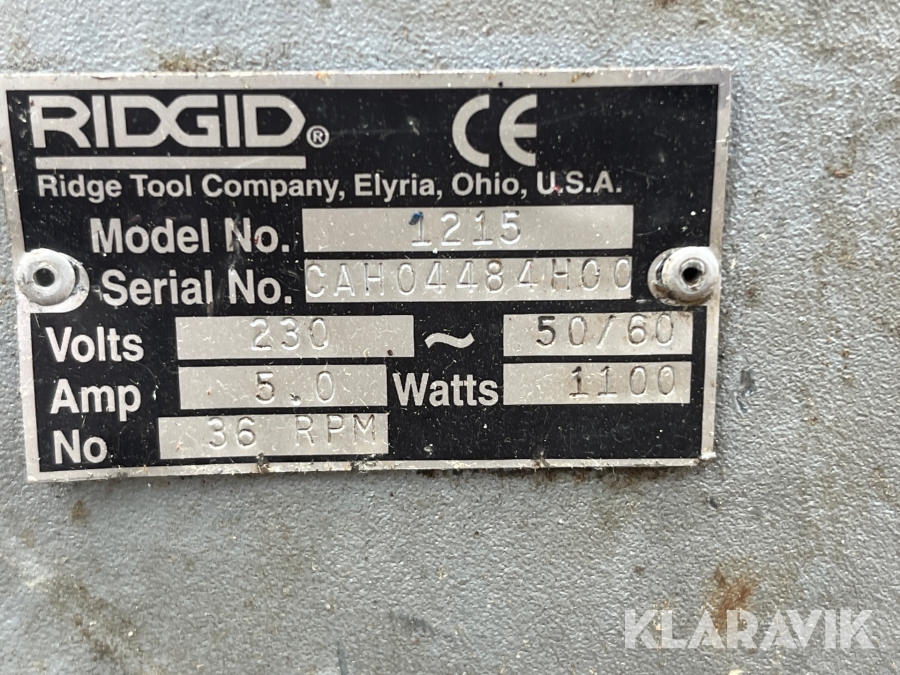 RIDGID® CE
Ridge Tool Company, Elyria, Ohio, U.S.A.
Model No. 1215
Serial No. CAH04484H00
Volts 230 ~ 50/60
Amp 5.0 Watts 1100
No 36 RPM
KLARAVIK